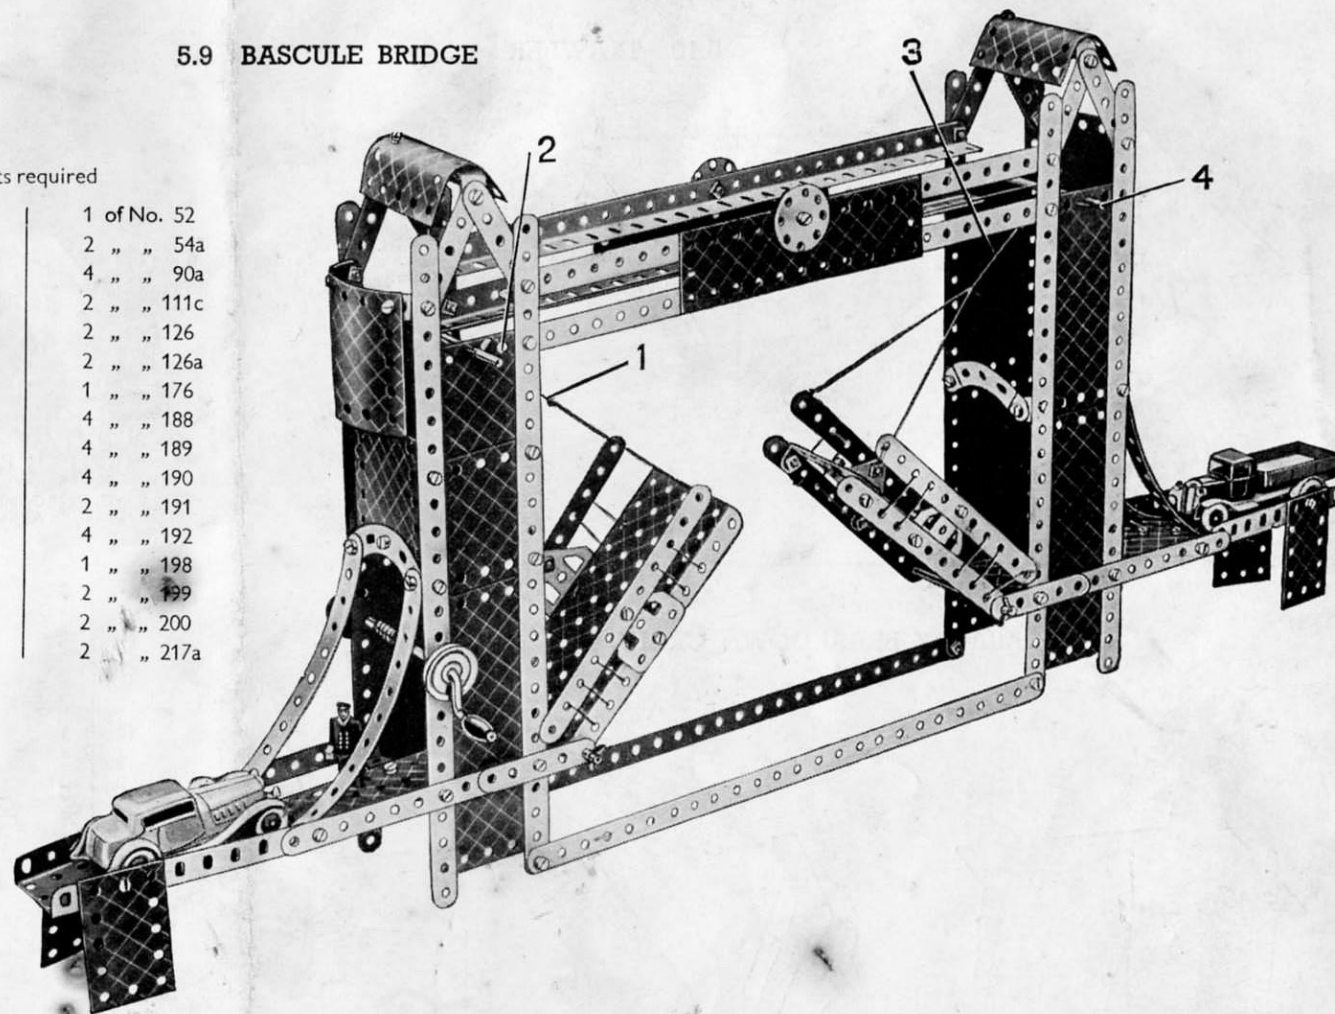 5.9 BASCULE BRIDGE
ts required
1 of No. 52
2 „ „ 54a
4 „ „ 90a
2 „ „ 111c
2 „ „ 126
2 „ „ 126a
1 „ „ 176
4 „ „ 188
4 „ „ 189
4 „ „ 190
2 „ „ 191
4 „ „ 192
1 „ „ 198
2 „ „ 199
2 „ „ 200
2 „ 217a
1
2
3
4